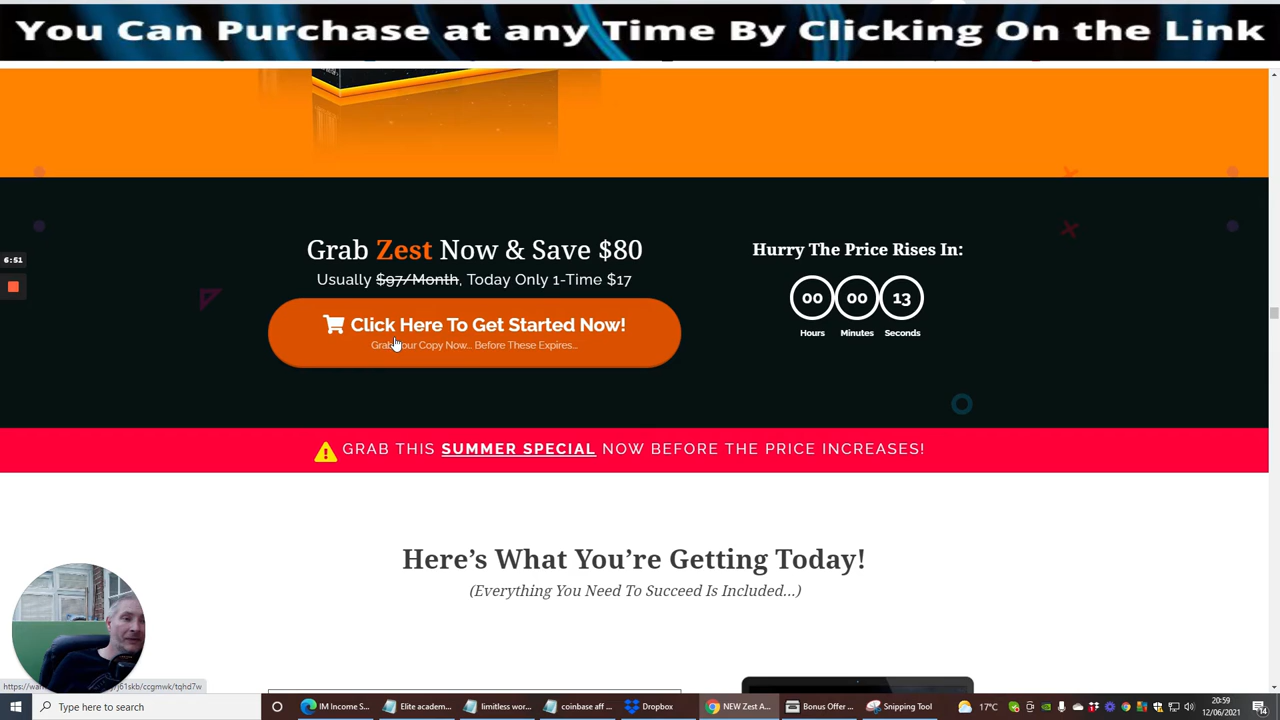 You Can Purchase at any Time By Clicking On the Link
6:51
Grab Zest Now & Save $80
Usually $97/Month, Today Only 1-Time $17
Click Here To Get Started Now!
Grab Your Copy Now... Before These Expires...
Hurry The Price Rises In:
00 00 13
Hours Minutes Seconds
GRAB THIS SUMMER SPECIAL NOW BEFORE THE PRICE INCREASES!
Here's What You're Getting Today!
(Everything You Need To Succeed Is Included...)
Type here to search
IM Income S...
Elite academ...
limitless wor...
coinbase aff ...
Dropbox
NEW Zest A...
Bonus Offer ...
Snipping Tool
17°C
20:59
12/06/2021